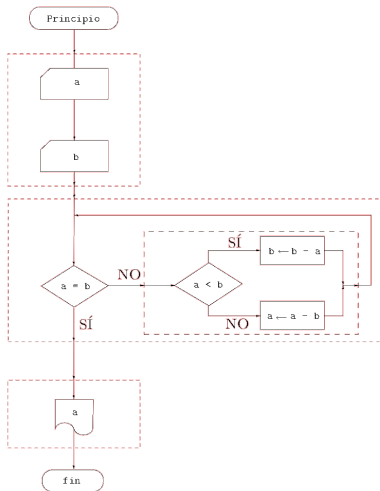 Principio
a
b
SÍ
b ← b - a
NO
a = b
a < b
NO
a ← a - b
SÍ
a
fin